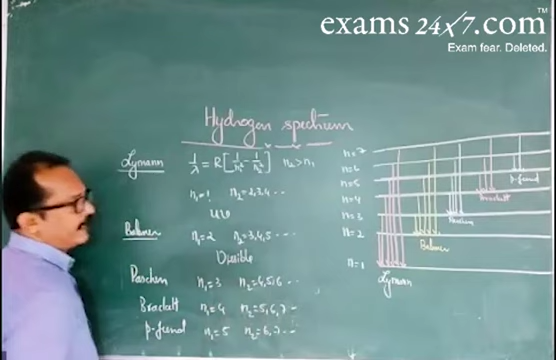 exams24x7.com™
Exam fear. Deleted.
Hydrogen spectrum
Lymann 1/λ = R[1/n₁² - 1/n₂²] n₂>n₁
n₁=1 n₂=2,3,4 --
UV
Balmer n₁=2 n₂=3,4,5 ---
Visible
Paschen n₁=3 n₂=4,5,6 --
Brackett n₁=4 n₂=5,6,7 --
p-fund n₁=5 n₂=6,7 --
n=7
n=6
n=5
n=4
n=3
n=2
n=1
p-fund
Brackett
Paschen
Balmer
Lymann